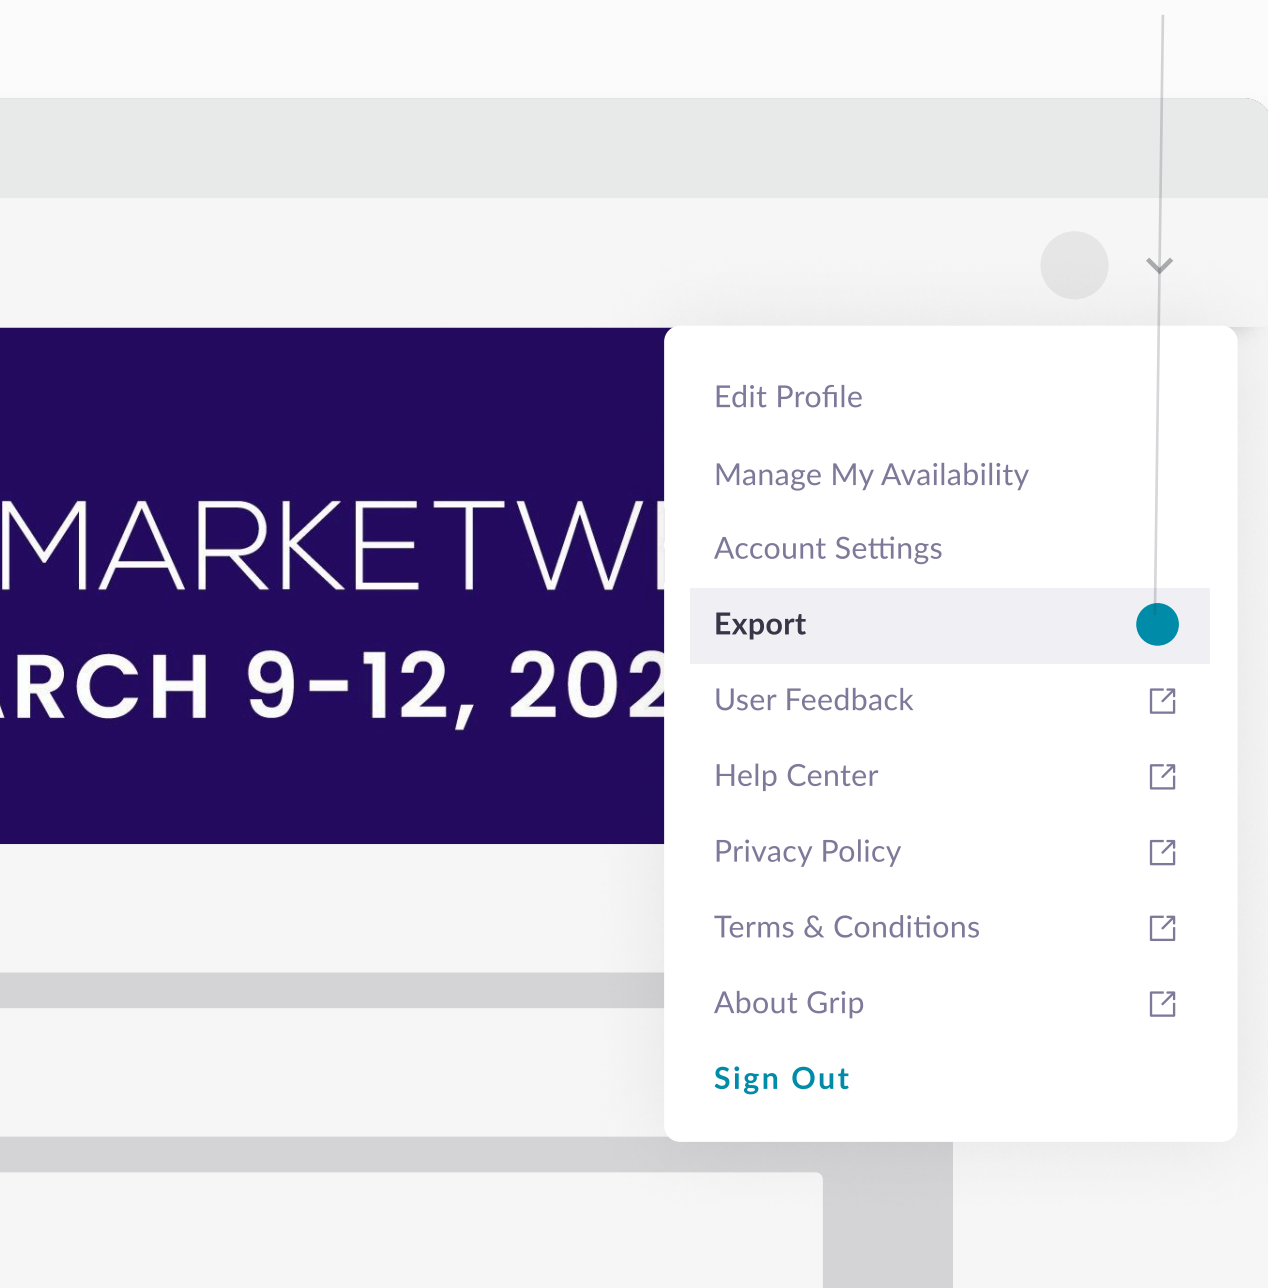 MARKETW
RCH 9-12, 202
Edit Profile
Manage My Availability
Account Settings
Export
User Feedback
Help Center
Privacy Policy
Terms & Conditions
About Grip
Sign Out